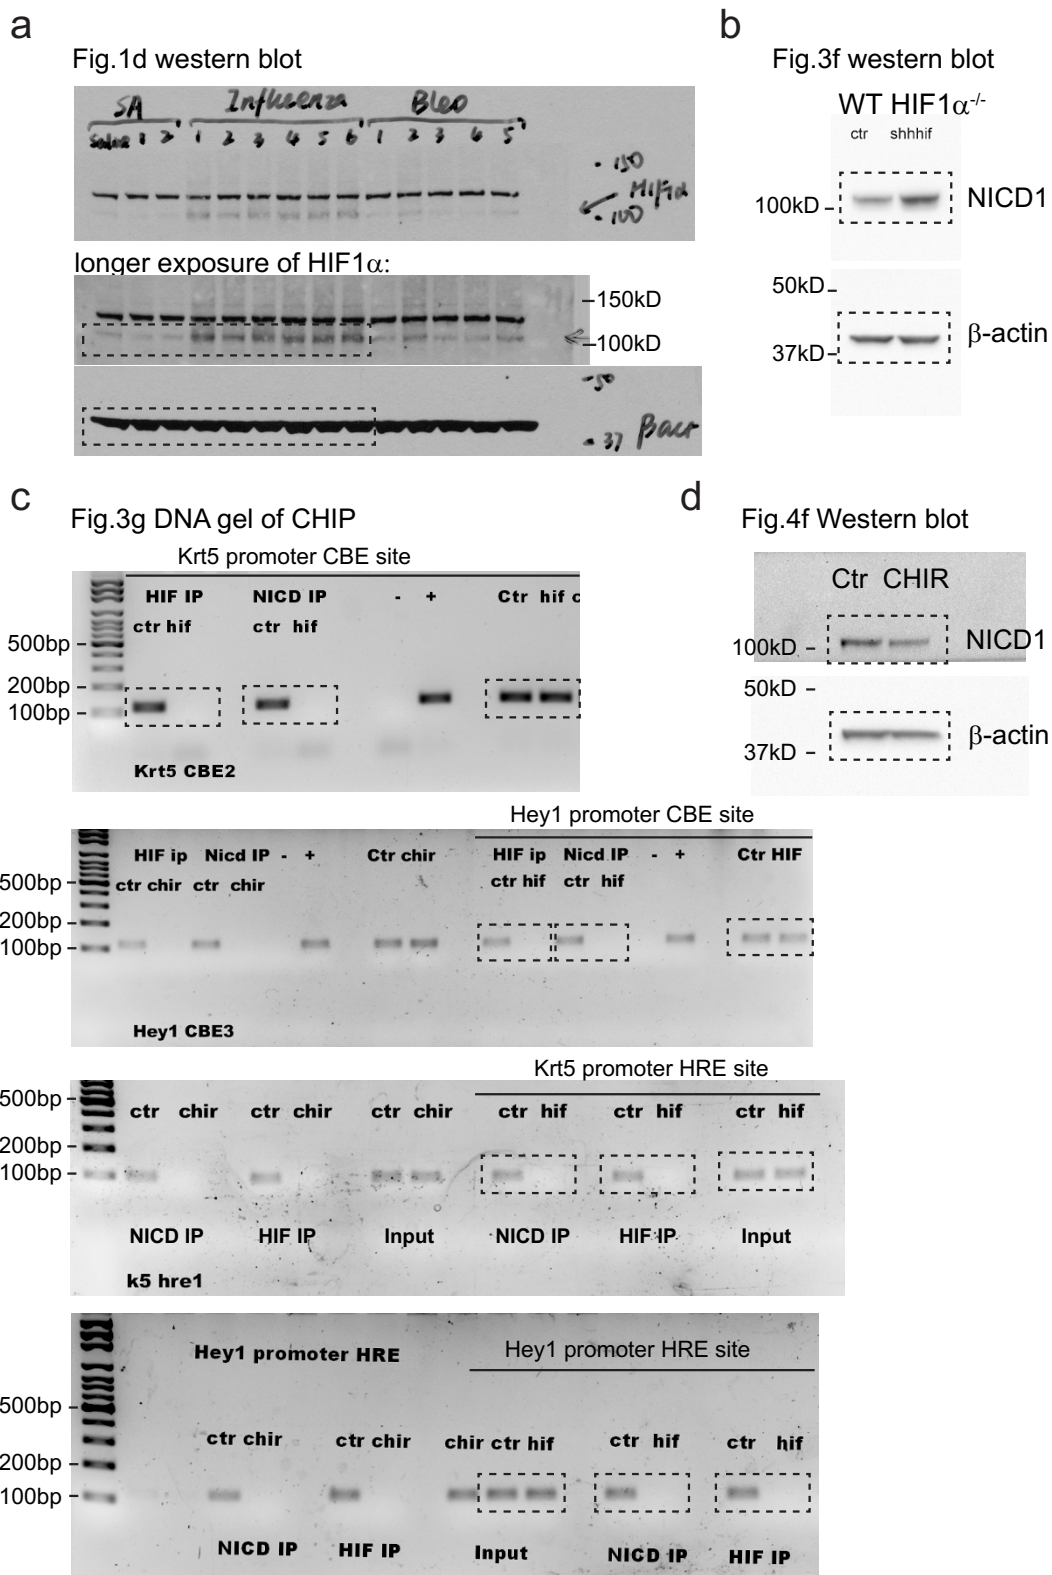 a
Fig.1d western blot
SA Influenza Bleo
Saline 1 2 1 2 3 4 5 6 1 2 3 4 5
- 150
HIF1α
- 100
longer exposure of HIF1α:
150kD
100kD
-50
- 37 βact
b
Fig.3f western blot
WT HIF1α-/-
ctr shhhif
100kD NICD1
50kD
β-actin
37kD
c
Fig.3g DNA gel of CHIP
Krt5 promoter CBE site
HIF IP NICD IP - + Ctr hif c
ctr hif ctr hif
500bp
200bp
100bp
Krt5 CBE2
Hey1 promoter CBE site
HIF ip Nicd IP - + Ctr chir HIF ip Nicd IP - + Ctr HIF
500bp ctr chir ctr chir ctr hif ctr hif
200bp
100bp
Hey1 CBE3
Krt5 promoter HRE site
500bp
ctr chir ctr chir ctr chir ctr hif ctr hif ctr hif
200bp
100bp
NICD IP HIF IP Input NICD IP HIF IP Input
k5 hre1
Hey1 promoter HRE Hey1 promoter HRE site
500bp
ctr chir ctr chir chir ctr hif ctr hif ctr hif
200bp
100bp
NICD IP HIF IP Input NICD IP HIF IP
d
Fig.4f Western blot
Ctr CHIR
100kD NICD1
50kD
β-actin
37kD